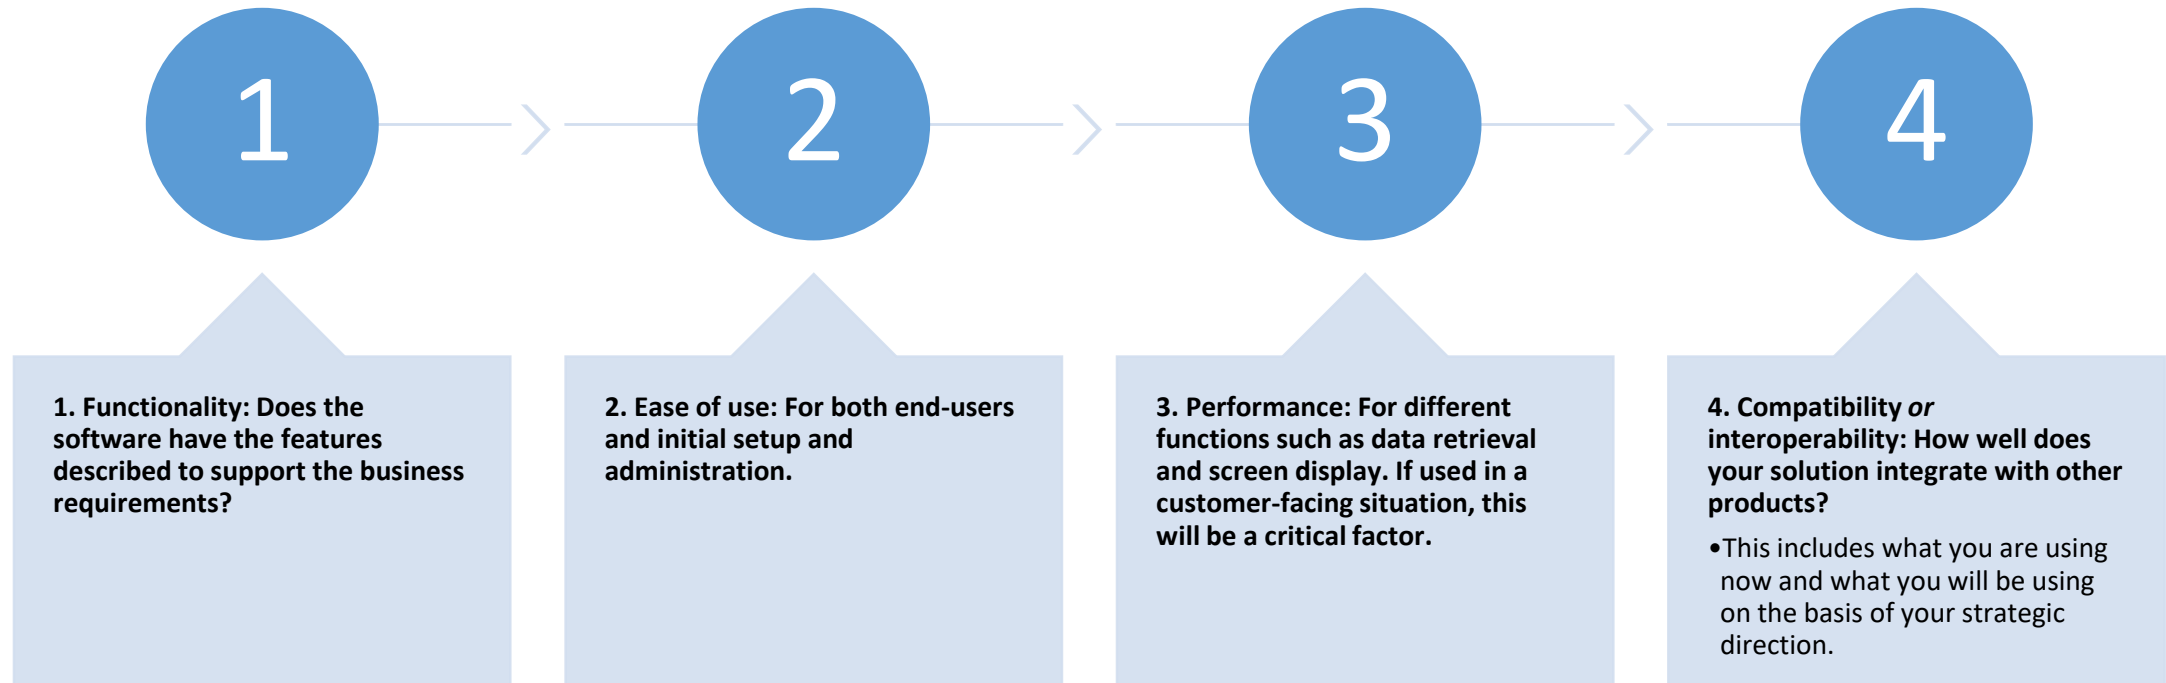 1
2
3
4
1. Functionality: Does the
software have the features
described to support the business
requirements?
2. Ease of use: For both end-users
and initial setup and
administration.
3. Performance: For different
functions such as data retrieval
and screen display. If used in a
customer-facing situation, this
will be a critical factor.
4. Compatibility or
interoperability: How well does
your solution integrate with other
products?
•This includes what you are using
now and what you will be using
on the basis of your strategic
direction.